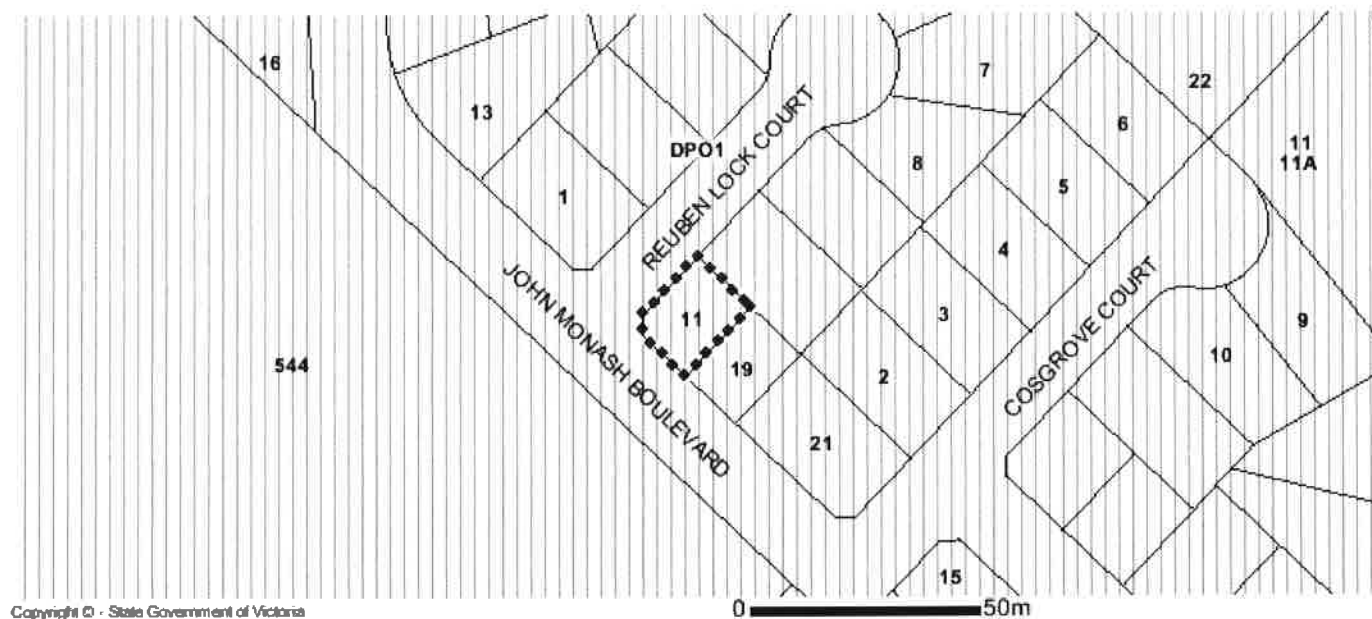 16
13
1
DPO1
REUBEN LOCK COURT
7
8
22
6
11
11A
5
4
3
JOHN MONASH BOULEVARD
11
19
2
21
544
COSGROVE COURT
10
9
15
Copyright © - State Government of Victoria
0 50m